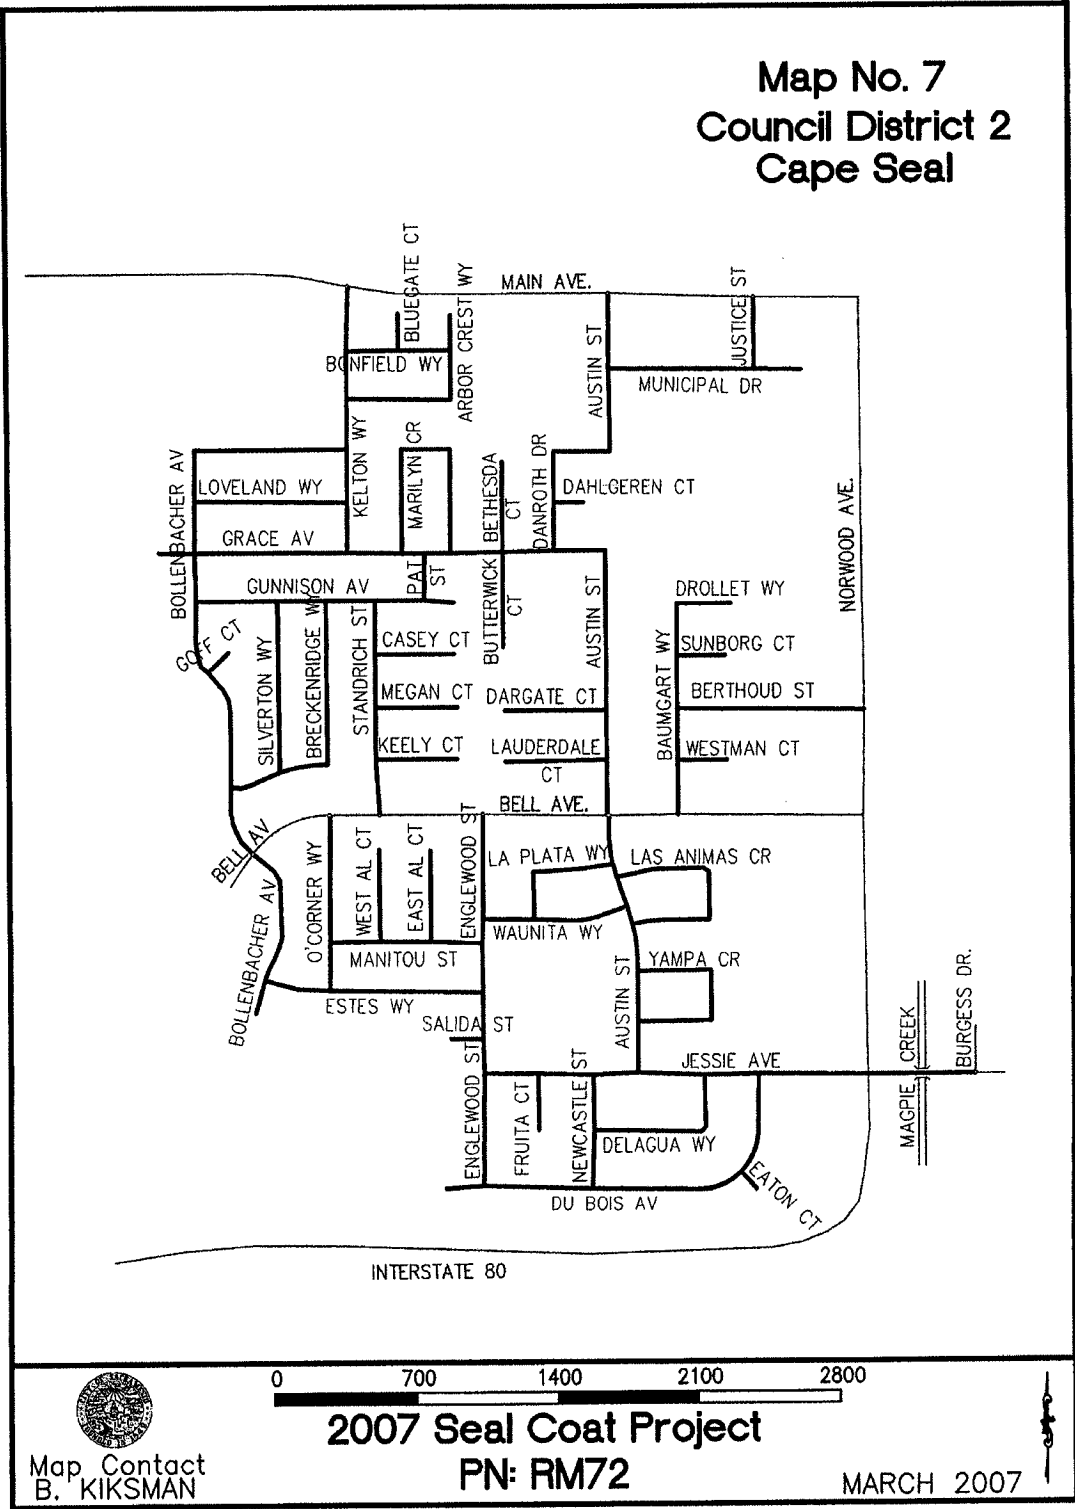 Map No. 7
Council District 2
Cape Seal
BLUEGATE CT
ARBOR CREST WY
MAIN AVE.
JUSTICE ST
BONFIELD WY
AUSTIN ST
MUNICIPAL DR
BOLLENBACHER AV
KELTON WY
MARILYN CR
BETHESDA
CT
DANROTH DR
LOVELAND WY
DAHLGEREN CT
NORWOOD AVE.
GRACE AV
GUNNISON AV
PAT
ST
BUTTERWICK
CT
AUSTIN ST
DROLLET WY
GOFF CT
SILVERTON WY
BRECKENRIDGE WY
STANDRICH ST
CASEY CT
BAUMGART WY
SUNBORG CT
MEGAN CT
DARGATE CT
BERTHOUD ST
KEELY CT
LAUDERDALE
CT
WESTMAN CT
BELL AVE.
BELL AV
O'CORNER WY
WEST AL CT
EAST AL CT
ENGLEWOOD ST
LA PLATA WY
LAS ANIMAS CR
BOLLENBACHER AV
WAUNITA WY
MANITOU ST
AUSTIN ST
YAMPA CR
ESTES WY
SALIDA ST
BURGESS DR.
MAGPIE CREEK
JESSIE AVE
ENGLEWOOD ST
FRUITA CT
NEWCASTLE ST
DELAGUA WY
EATON CT
DU BOIS AV
INTERSTATE 80
0 700 1400 2100 2800
2007 Seal Coat Project
PN: RM72
Map Contact
B. KIKSMAN
MARCH 2007